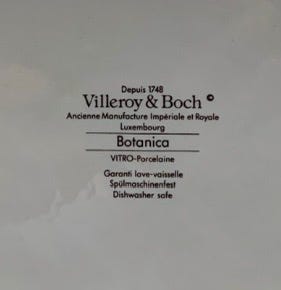 Depuis 1748
Villeroy & Boch ©
Ancienne Manufacture Impériale et Royale
Luxembourg
Botanica
VITRO-Porcelaine
Garanti lave-vaisselle
Spülmaschinenfest
Dishwasher safe